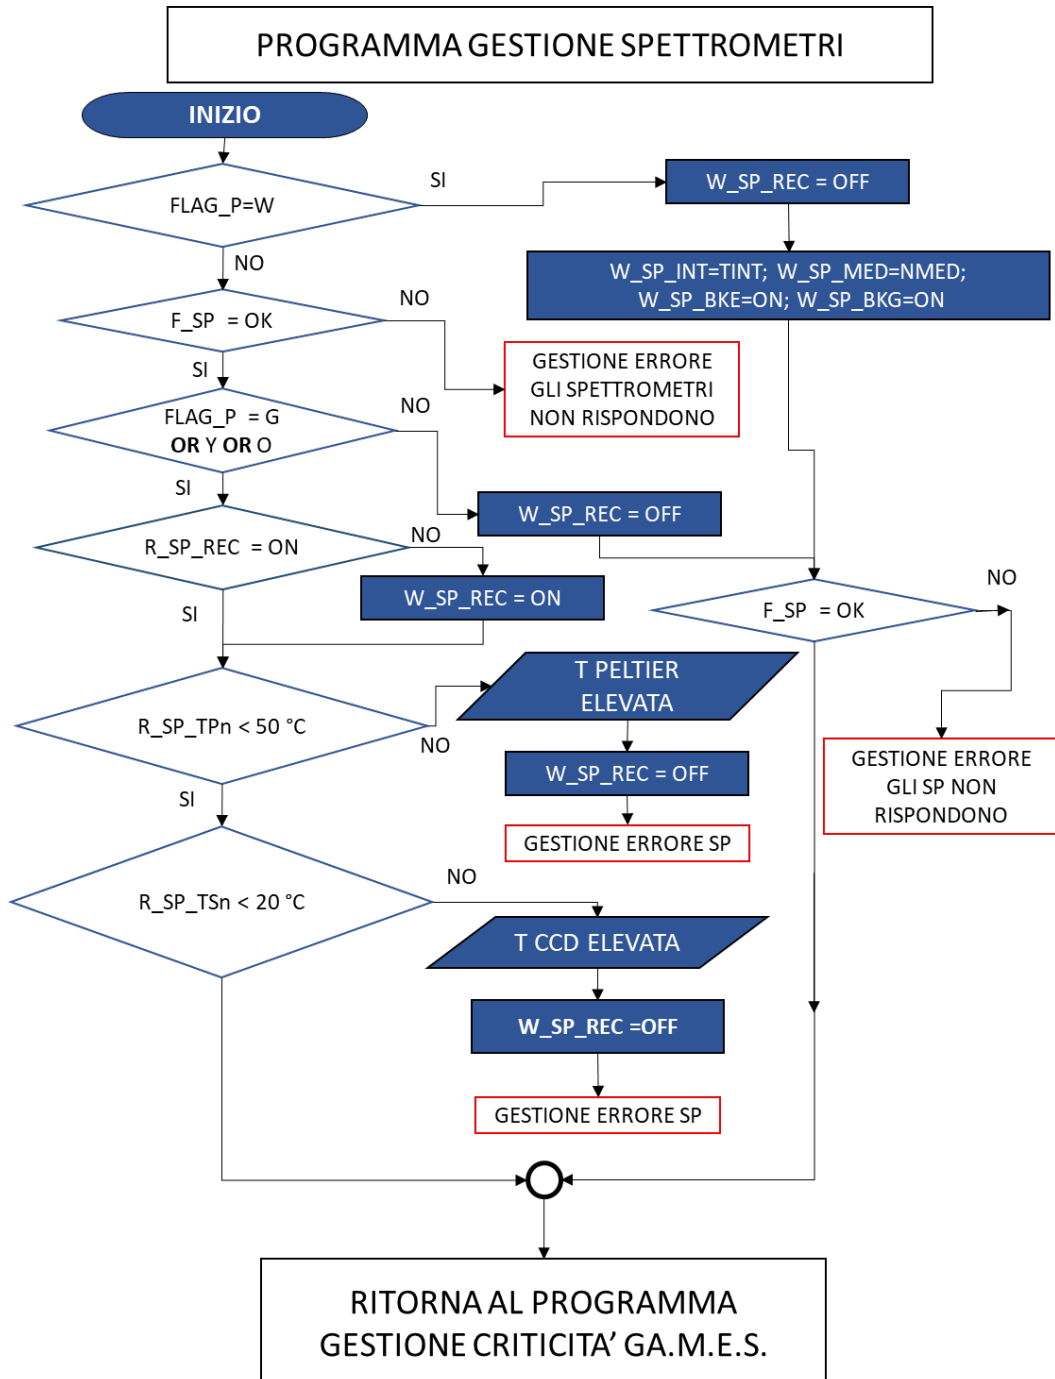 PROGRAMMA GESTIONE SPETTROMETRI
INIZIO
FLAG_P=W
SI
W_SP_REC = OFF
NO
W_SP_INT=TINT; W_SP_MED=NMED;
W_SP_BKE=ON; W_SP_BKG=ON
F_SP = OK
NO
SI
GESTIONE ERRORE
GLI SPETTROMETRI
NON RISPONDONO
FLAG_P = G
OR Y OR O
NO
SI
W_SP_REC = OFF
R_SP_REC = ON
NO
W_SP_REC = ON
SI
F_SP = OK
NO
GESTIONE ERRORE
GLI SP NON
RISPONDONO
R_SP_TPn < 50 °C
NO
T PELTIER
ELEVATA
W_SP_REC = OFF
GESTIONE ERRORE SP
SI
R_SP_TSn < 20 °C
NO
T CCD ELEVATA
W_SP_REC =OFF
GESTIONE ERRORE SP
RITORNA AL PROGRAMMA
GESTIONE CRITICITA’ GA.M.E.S.